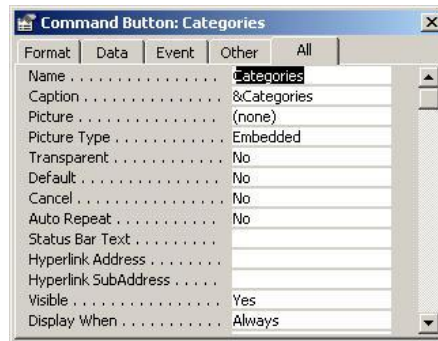 Command Button: Categories
Format Data Event Other All
Name . . . . . . . . . . . . . . . . Categories
Caption . . . . . . . . . . . . . . &Categories
Picture . . . . . . . . . . . . . . . (none)
Picture Type . . . . . . . . . . . Embedded
Transparent . . . . . . . . . . . . No
Default . . . . . . . . . . . . . . . No
Cancel . . . . . . . . . . . . . . . No
Auto Repeat . . . . . . . . . . . No
Status Bar Text . . . . . . . . .
Hyperlink Address . . . . . . . .
Hyperlink SubAddress . . . . .
Visible . . . . . . . . . . . . . . . . Yes
Display When . . . . . . . . . . . Always